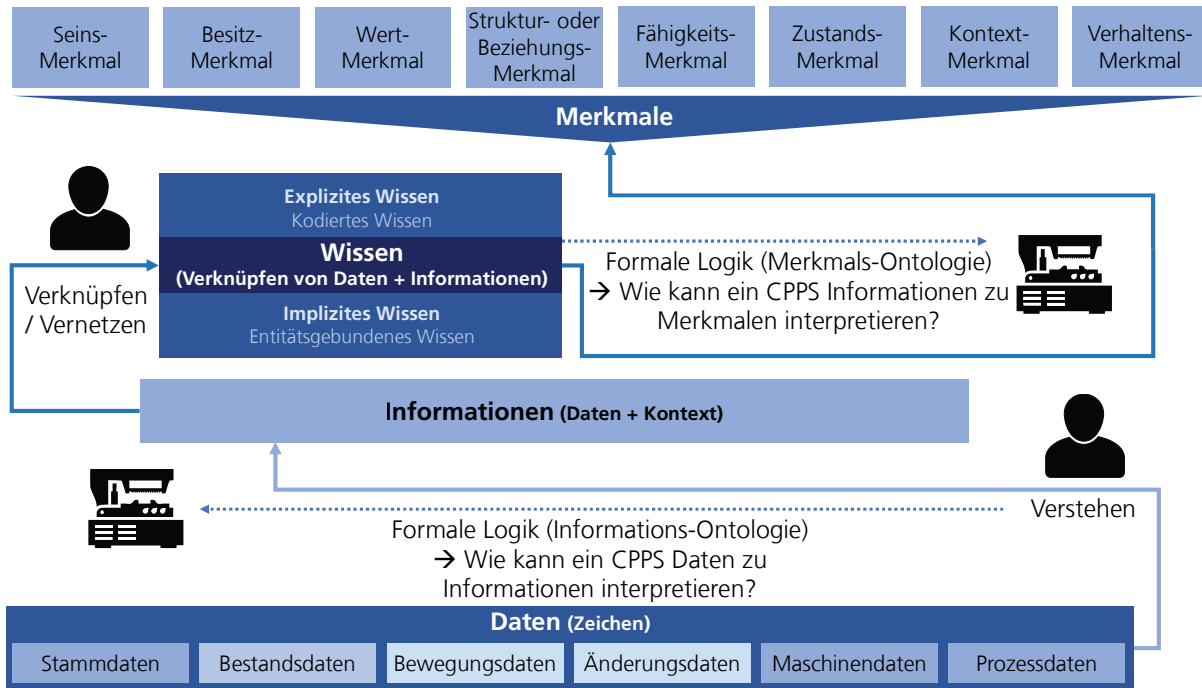 Seins-
Merkmal
Besitz-
Merkmal
Wert-
Merkmal
Struktur- oder
Beziehungs-
Merkmal
Fähigkeits-
Merkmal
Zustands-
Merkmal
Kontext-
Merkmal
Verhaltens-
Merkmal
Merkmale
Explizites Wissen
Kodiertes Wissen
Wissen
(Verknüpfen von Daten + Informationen)
Implizites Wissen
Entitätsgebundenes Wissen
Verknüpfen
/ Vernetzen
Formale Logik (Merkmals-Ontologie)
→ Wie kann ein CPPS Informationen zu
Merkmalen interpretieren?
Informationen (Daten + Kontext)
Verstehen
Formale Logik (Informations-Ontologie)
→ Wie kann ein CPPS Daten zu
Informationen interpretieren?
Daten (Zeichen)
Stammdaten
Bestandsdaten
Bewegungsdaten
Änderungsdaten
Maschinendaten
Prozessdaten